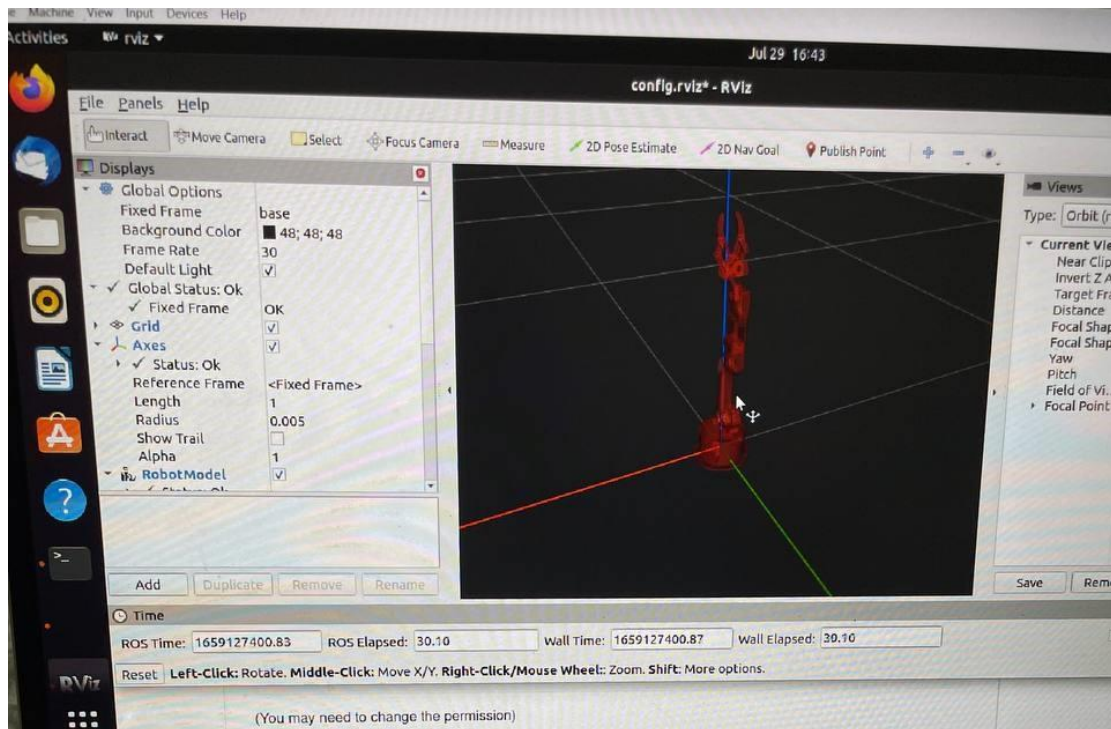 Machine View Input Devices Help
Activities
rviz
Jul 29 16:43
config.rviz* - RViz
File Panels Help
Interact Move Camera Select Focus Camera Measure 2D Pose Estimate 2D Nav Goal Publish Point
Displays
Global Options
Fixed Frame base
Background Color 48; 48; 48
Frame Rate 30
Default Light
Global Status: Ok
Fixed Frame OK
Grid
Axes
Status: Ok
Reference Frame <Fixed Frame>
Length 1
Radius 0.005
Show Trail
Alpha 1
RobotModel
Views
Type: Orbit
Current
Near
Invert Z
Target
Distance
Focal
Focal
Yaw
Pitch
Field of
Focal Point
Add Duplicate Remove Rename
Save
Time
ROS Time: 1659127400.83 ROS Elapsed: 30.10 Wall Time: 1659127400.87 Wall Elapsed: 30.10
Reset Left-Click: Rotate. Middle-Click: Move X/Y. Right-Click/Mouse Wheel:: Zoom. Shift: More options.
RViz
(You may need to change the permission)